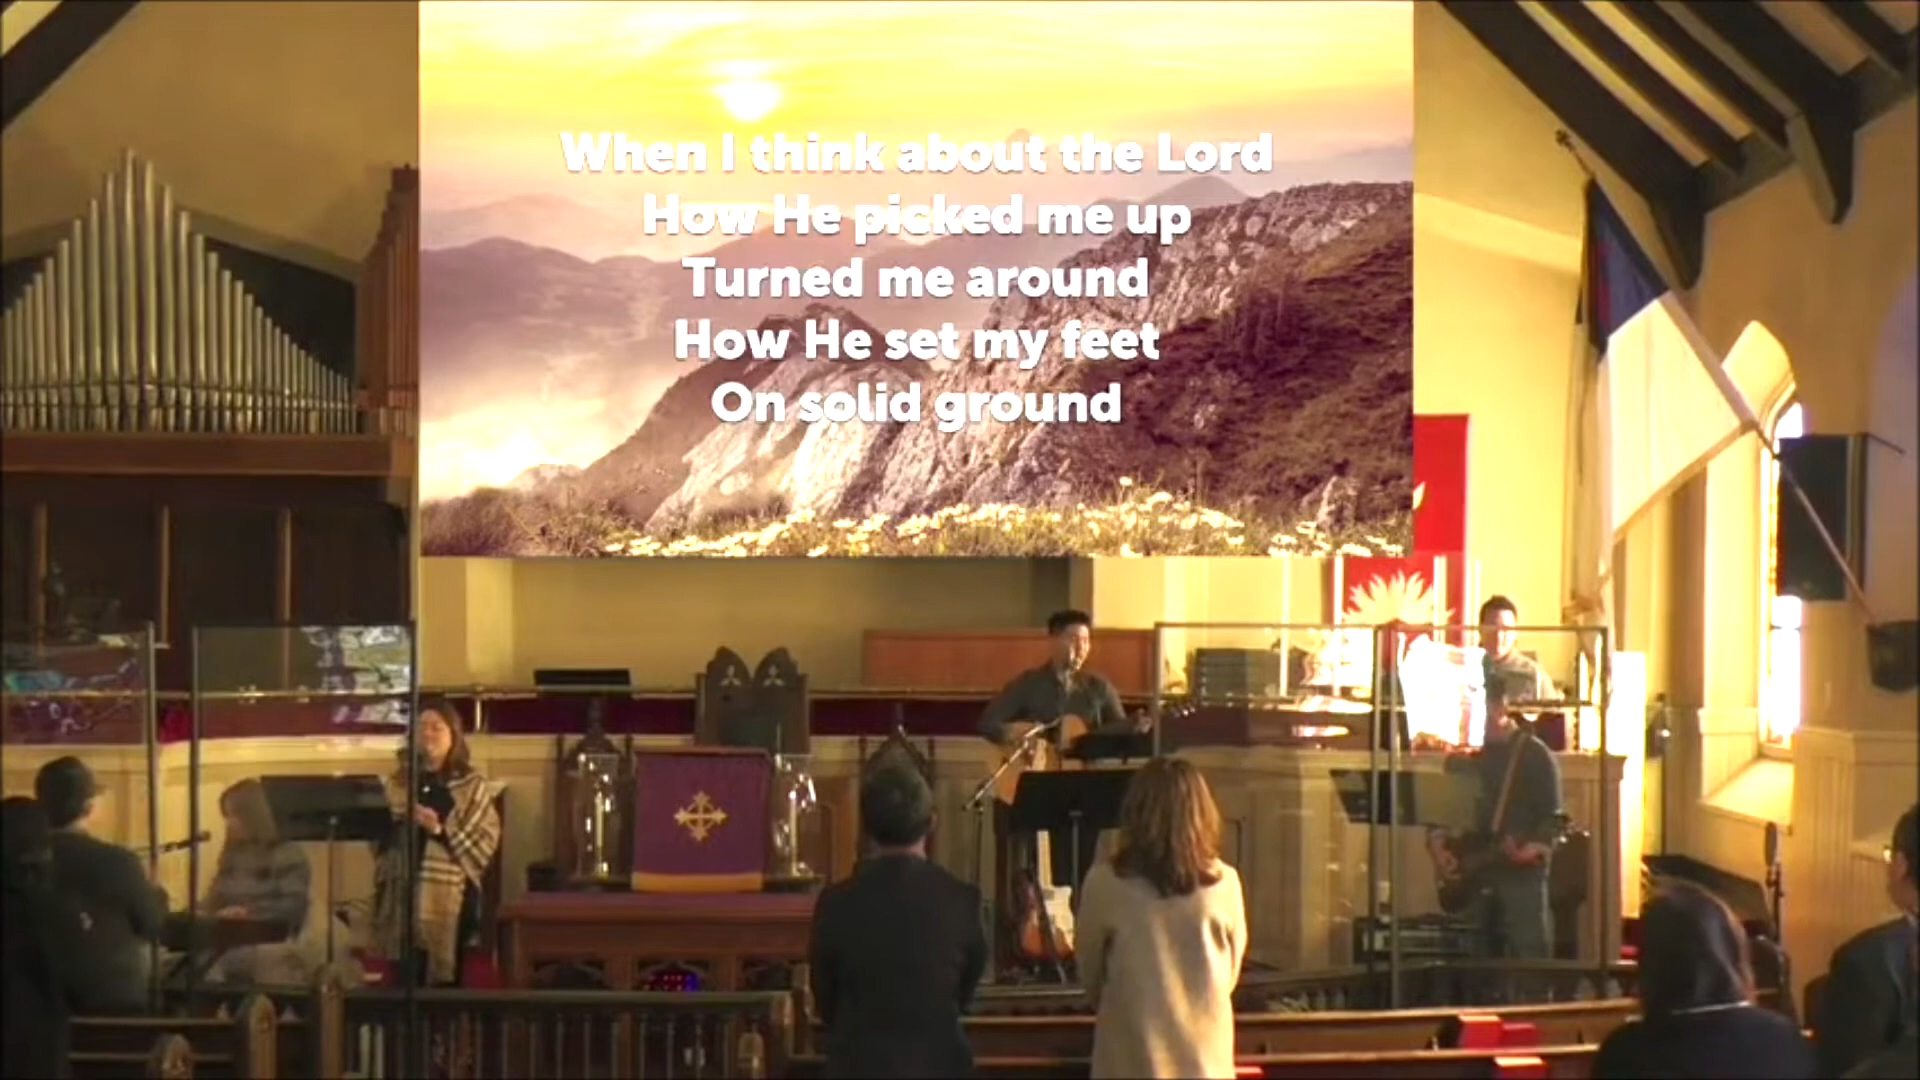 When I think about the Lord
How He picked me up
Turned me around
How He set my feet
On solid ground